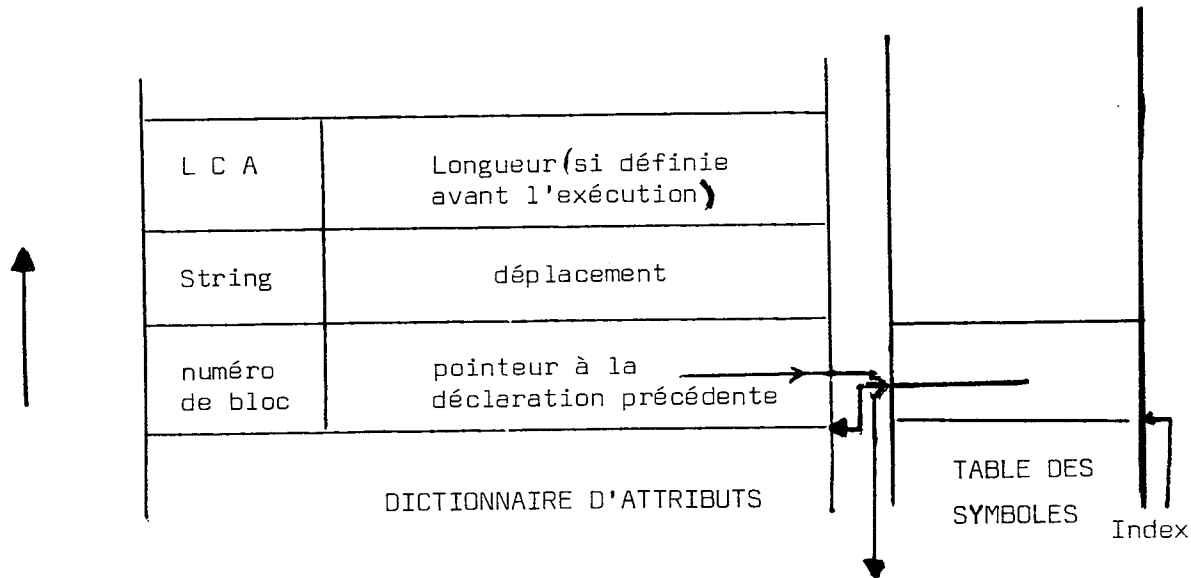 L C A
Longueur (si définie
avant l'exécution)
String
déplacement
numéro
de bloc
pointeur à la
déclaration précédente
DICTIONNAIRE D'ATTRIBUTS
TABLE DES
SYMBOLES
Index